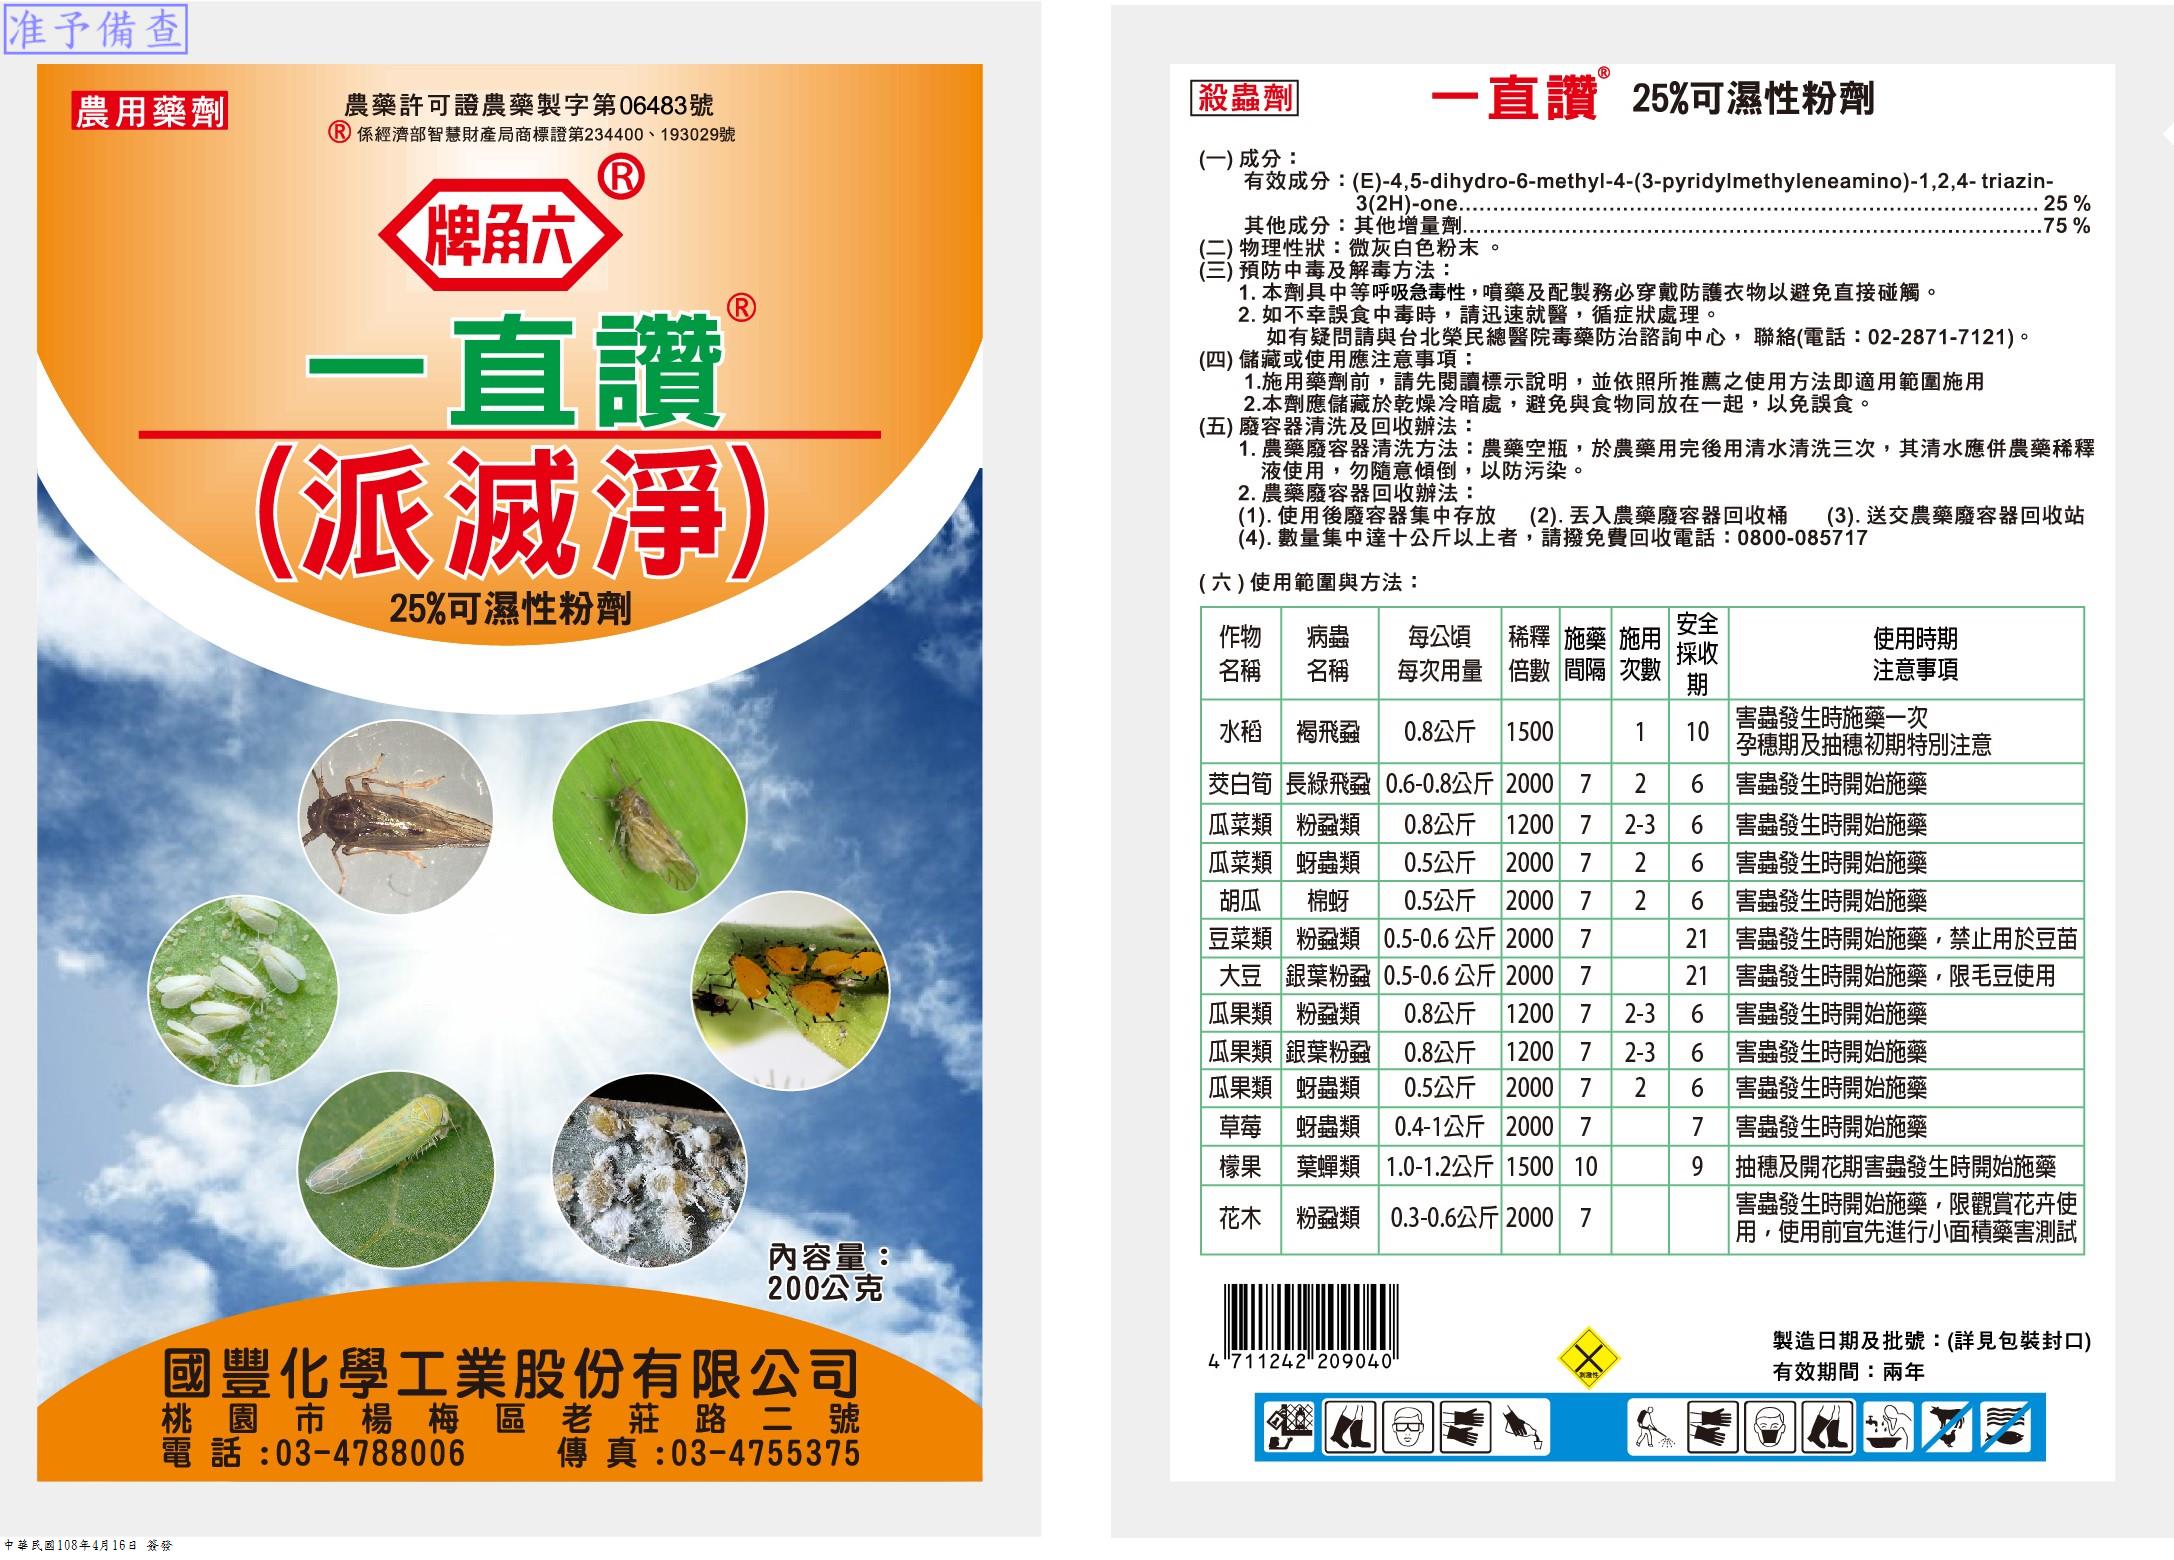 准予備查
農用藥劑
農藥許可證農藥製字第06483號
® 係經濟部智慧財產局商標證第234400、193029號
牌角六®
一直讚®
(派滅淨)
25%可濕性粉劑
內容量：
200公克
國豐化學工業股份有限公司
桃園市楊梅區老莊路二號
電話:03-4788006 傳真:03-4755375
中華民國108年4月16日 簽發
殺蟲劑 一直讚® 25%可濕性粉劑
(一) 成分：
有效成分：(E)-4,5-dihydro-6-methyl-4-(3-pyridylmethyleneamino)-1,2,4- triazin-
3(2H)-one........ 25 %
其他成分：其他增量劑........75 %
(二) 物理性狀：微灰白色粉末 。
(三) 預防中毒及解毒方法：
1. 本劑具中等呼吸急毒性，噴藥及配製務必穿戴防護衣物以避免直接碰觸。
2. 如不幸誤食中毒時，請迅速就醫，循症狀處理。
如有疑問請與台北榮民總醫院毒藥防治諮詢中心， 聯絡(電話：02-2871-7121)。
(四) 儲藏或使用應注意事項：
1.施用藥劑前，請先閱讀標示說明，並依照所推薦之使用方法即適用範圍施用
2.本劑應儲藏於乾燥冷暗處，避免與食物同放在一起，以免誤食。
(五) 廢容器清洗及回收辦法：
1. 農藥廢容器清洗方法：農藥空瓶，於農藥用完後用清水清洗三次，其清水應併農藥稀釋
液使用，勿隨意傾倒，以防污染。
2. 農藥廢容器回收辦法：
(1). 使用後廢容器集中存放 (2). 丟入農藥廢容器回收桶 (3). 送交農藥廢容器回收站
(4). 數量集中達十公斤以上者，請撥免費回收電話：0800-085717
( 六 ) 使用範圍與方法：
作物名稱 病蟲名稱 每公頃每次用量 稀釋倍數 施藥間隔 施用次數 安全採收期 使用時期注意事項
水稻 褐飛蝨 0.8公斤 1500 1 10 害蟲發生時施藥一次
孕穗期及抽穗初期特別注意
茭白筍 長綠飛蝨 0.6-0.8公斤 2000 7 2 6 害蟲發生時開始施藥
瓜菜類 粉蝨類 0.8公斤 1200 7 2-3 6 害蟲發生時開始施藥
瓜菜類 蚜蟲類 0.5公斤 2000 7 2 6 害蟲發生時開始施藥
胡瓜 棉蚜 0.5公斤 2000 7 2 6 害蟲發生時開始施藥
豆菜類 粉蝨類 0.5-0.6 公斤 2000 7 21 害蟲發生時開始施藥，禁止用於豆苗
大豆 銀葉粉蝨 0.5-0.6 公斤 2000 7 21 害蟲發生時開始施藥，限毛豆使用
瓜果類 粉蝨類 0.8公斤 1200 7 2-3 6 害蟲發生時開始施藥
瓜果類 銀葉粉蝨 0.8公斤 1200 7 2-3 6 害蟲發生時開始施藥
瓜果類 蚜蟲類 0.5公斤 2000 7 2 6 害蟲發生時開始施藥
草莓 蚜蟲類 0.4-1公斤 2000 7 7 害蟲發生時開始施藥
檬果 葉蟬類 1.0-1.2公斤 1500 10 9 抽穗及開花期害蟲發生時開始施藥
花木 粉蝨類 0.3-0.6公斤 2000 7 害蟲發生時開始施藥，限觀賞花卉使
用，使用前宜先進行小面積藥害測試
4 711242 209040
刺激性
製造日期及批號：(詳見包裝封口)
有效期間：兩年